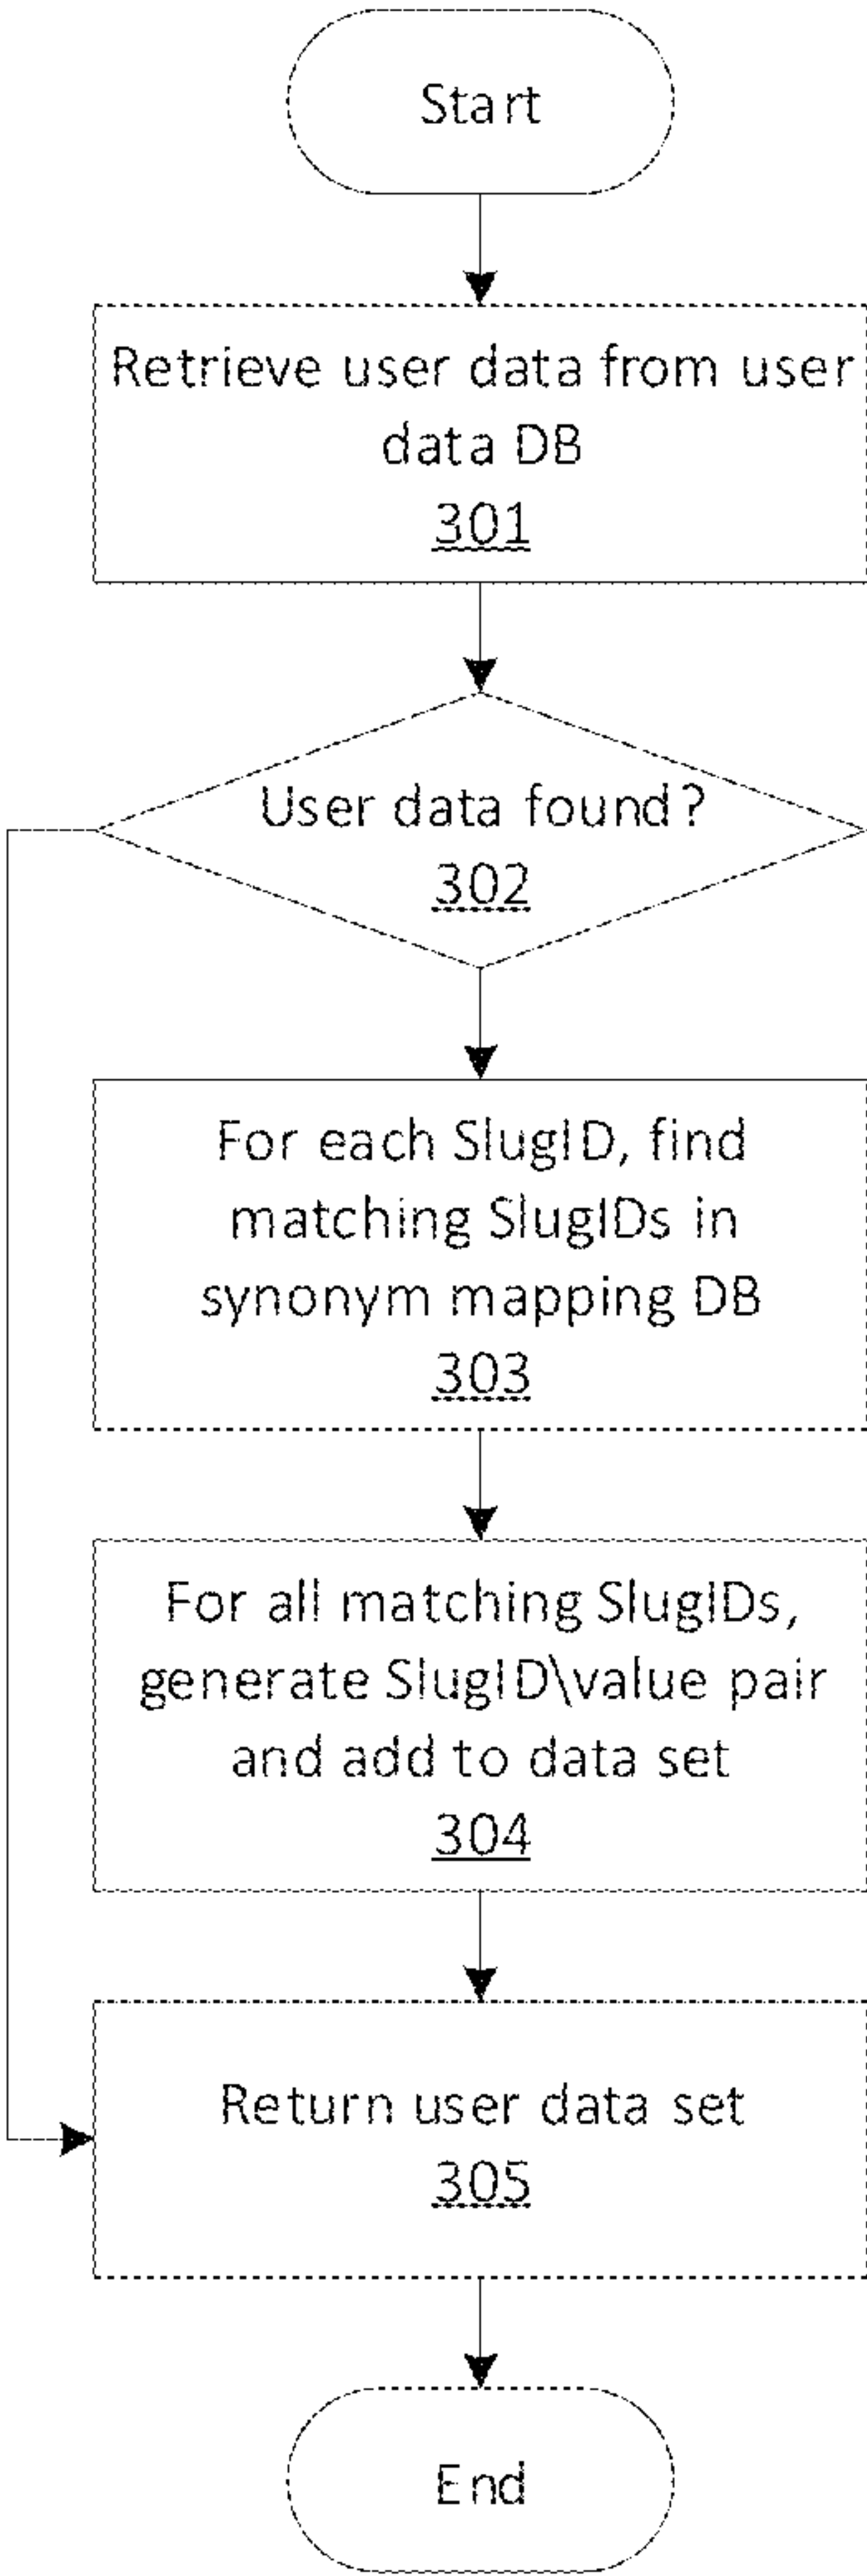 Start
Retrieve user data from user
data DB
301
User data found?
302
For each SlugID, find
matching SlugIDs in
synonym mapping DB
303
For all matching SlugIDs,
generate SlugID\value pair
and add to data set
304
Return user data set
305
End